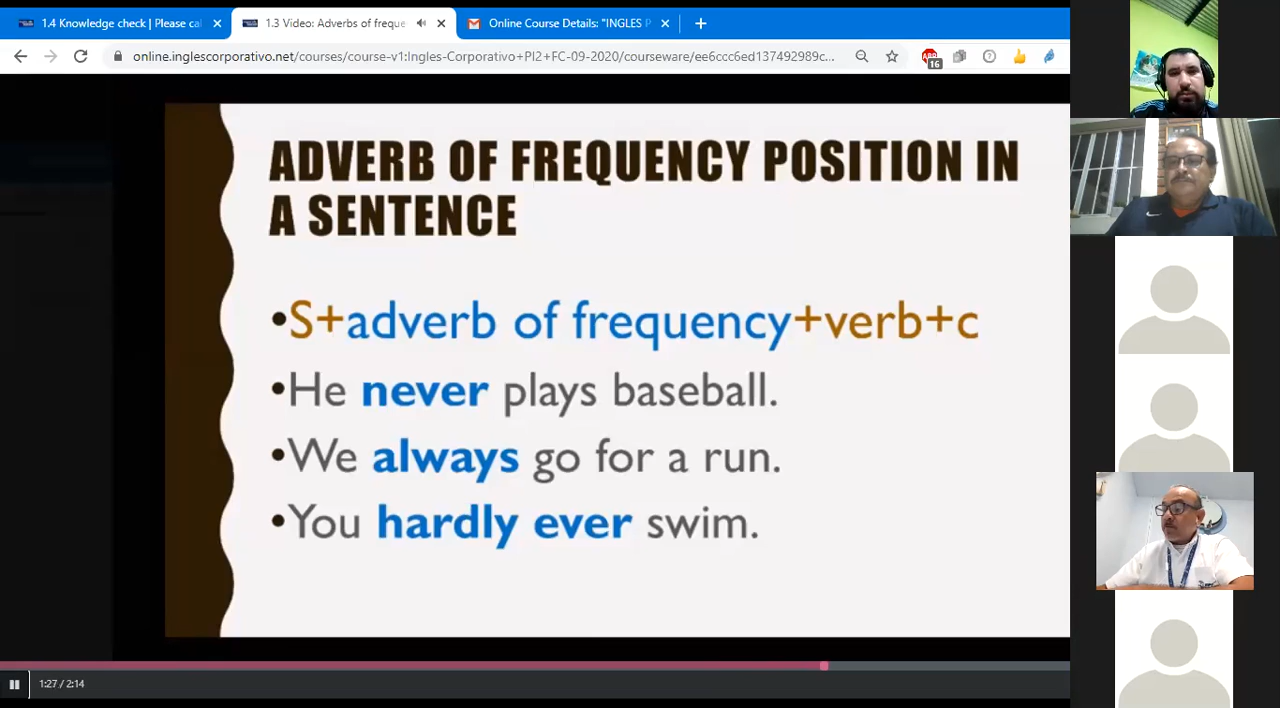 1.4 Knowledge check | Please cal
1.3 Video: Adverbs of freque
Online Course Details: "INGLES P
online.inglescorporativo.net/courses/course-v1:Ingles-Corporativo+PI2+FC-09-2020/courseware/ee6ccc6ed137492989c...
ABP
16
ADVERB OF FREQUENCY POSITION IN
A SENTENCE
•S+adverb of frequency+verb+c
•He never plays baseball.
•We always go for a run.
•You hardly ever swim.
1:27 / 2:14